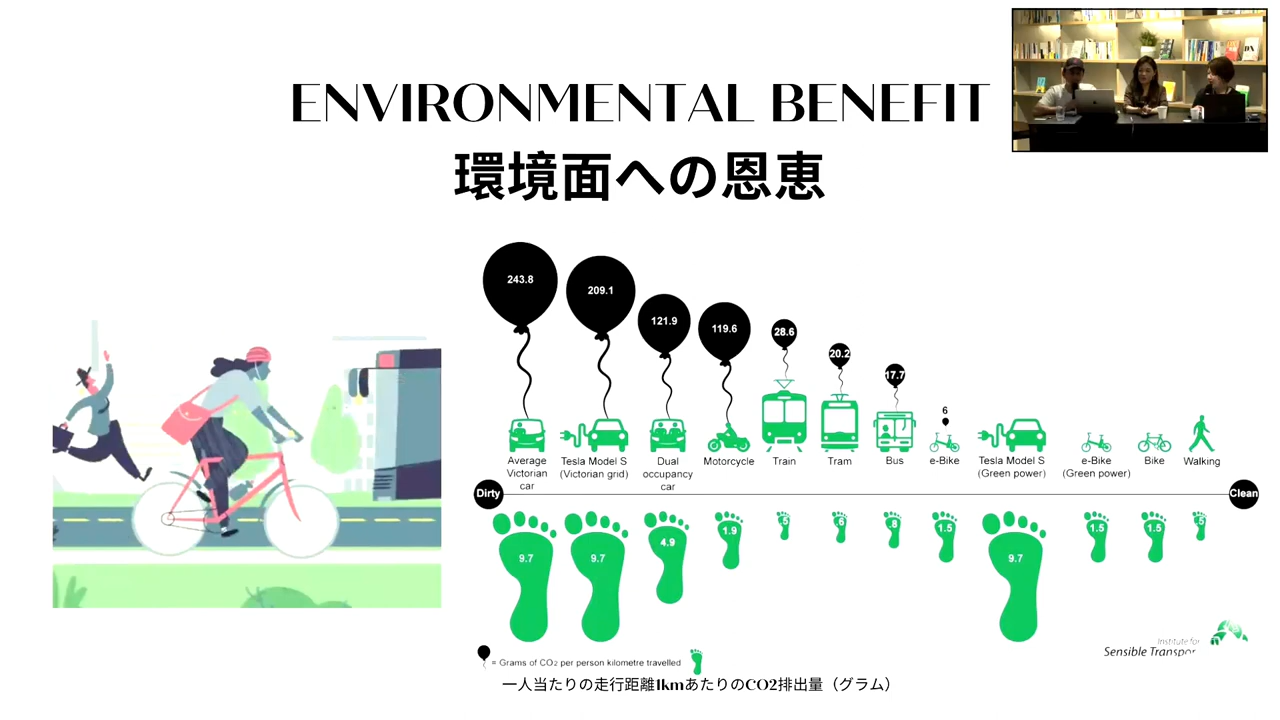 ENVIRONMENTAL BENEFIT
環境面への恩恵
243.8
209.1
121.9
119.6
28.6
20.2
17.7
6
Average
Victorian
car
Tesla Model S
(Victorian grid)
Dual
occupancy
car
Motorcycle
Train
Tram
Bus
e-Bike
Tesla Model S
(Green power)
e-Bike
(Green power)
Bike
Walking
Dirty
Clean
9.7
9.7
4.9
1.9
.5
.6
.8
1.5
9.7
1.5
1.5
.5
= Grams of CO2 per person kilometre travelled
Institute for
Sensible Transpor
一人当たりの走行距離1kmあたりのCO2排出量（グラム）